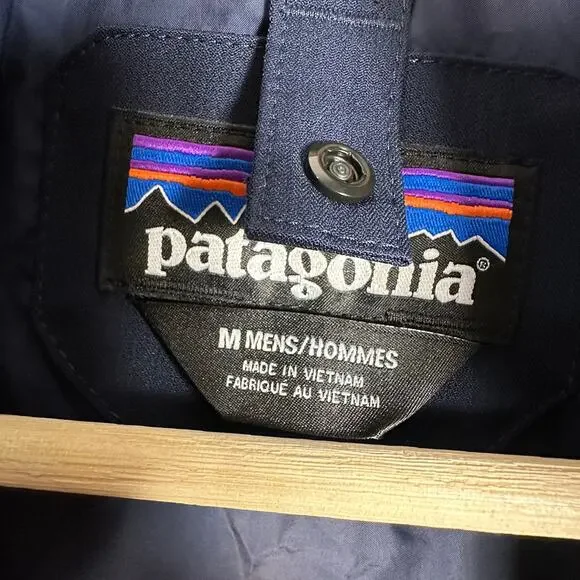 patagonia®
M MENS/HOMMES
MADE IN VIETNAM
FABRIQUÉ AU VIETNAM